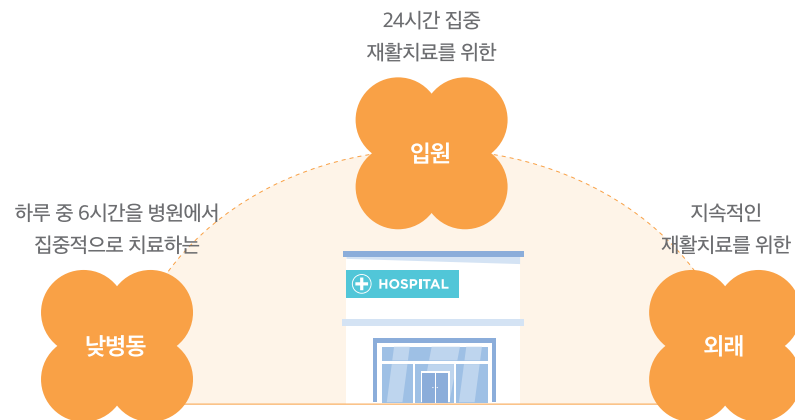 24시간 집중
재활치료를 위한
입원
하루 중 6시간을 병원에서
집중적으로 치료하는
낮병동
HOSPITAL
지속적인
재활치료를 위한
외래